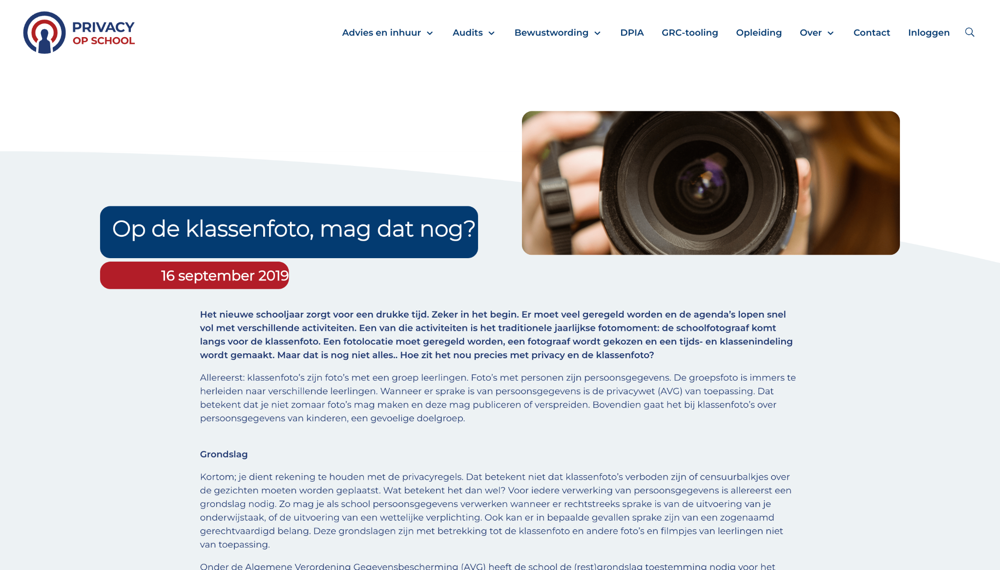 PRIVACY
OP SCHOOL
Advies en inhuur
Audits
Bewustwording
DPIA
GRC-tooling
Opleiding
Over
Contact
Inloggen
Op de klassenfoto, mag dat nog?
16 september 2019
Het nieuwe schooljaar zorgt voor een drukke tijd. Zeker in het begin. Er moet veel geregeld worden en de agenda’s lopen snel
vol met verschillende activiteiten. Een van die activiteiten is het traditionele jaarlijkse fotomoment: de schoolfotograaf komt
langs voor de klassenfoto. Een fotolocatie moet geregeld worden, een fotograaf wordt gekozen en een tijds- en klassenindeling
wordt gemaakt. Maar dat is nog niet alles.. Hoe zit het nou precies met privacy en de klassenfoto?
Allereerst: klassenfoto’s zijn foto’s met een groep leerlingen. Foto’s met personen zijn persoonsgegevens. De groepsfoto is immers te
herleiden naar verschillende leerlingen. Wanneer er sprake is van persoonsgegevens is de privacywet (AVG) van toepassing. Dat
betekent dat je niet zomaar foto’s mag maken en deze mag publiceren of verspreiden. Bovendien gaat het bij klassenfoto’s over
persoonsgegevens van kinderen, een gevoelige doelgroep.
Grondslag
Kortom; je dient rekening te houden met de privacyregels. Dat betekent niet dat klassenfoto’s verboden zijn of censuurbalkjes over
de gezichten moeten worden geplaatst. Wat betekent het dan wel? Voor iedere verwerking van persoonsgegevens is allereerst een
grondslag nodig. Zo mag je als school persoonsgegevens verwerken wanneer er rechtstreeks sprake is van de uitvoering van je
onderwijstaak, of de uitvoering van een wettelijke verplichting. Ook kan er in bepaalde gevallen sprake zijn van een zogenaamd
gerechtvaardigd belang. Deze grondslagen zijn met betrekking tot de klassenfoto en andere foto’s en filmpjes van leerlingen niet
van toepassing.
Onder de Algemene Verordening Gegevensbescherming (AVG) heeft de school de (rest)grondslag toestemming nodig voor het